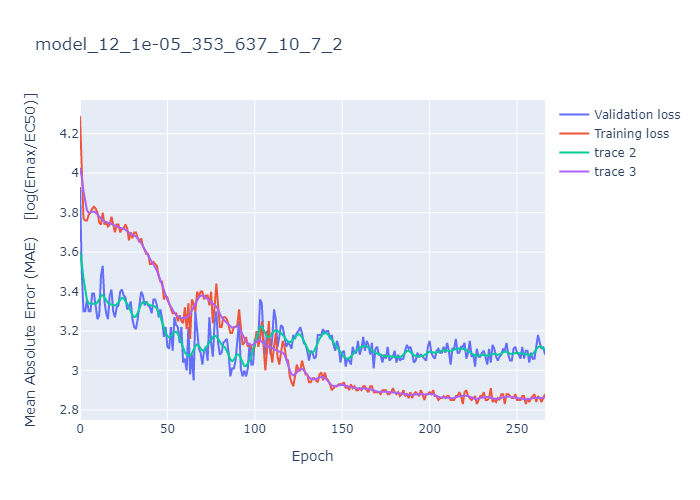 model_12_1e-05_353_637_10_7_2
Mean Absolute Error (MAE) [log(Emax/EC50)]
4.2
4
3.8
3.6
3.4
3.2
3
2.8
0
50
100
150
200
250
Epoch
Validation loss
Training loss
trace 2
trace 3